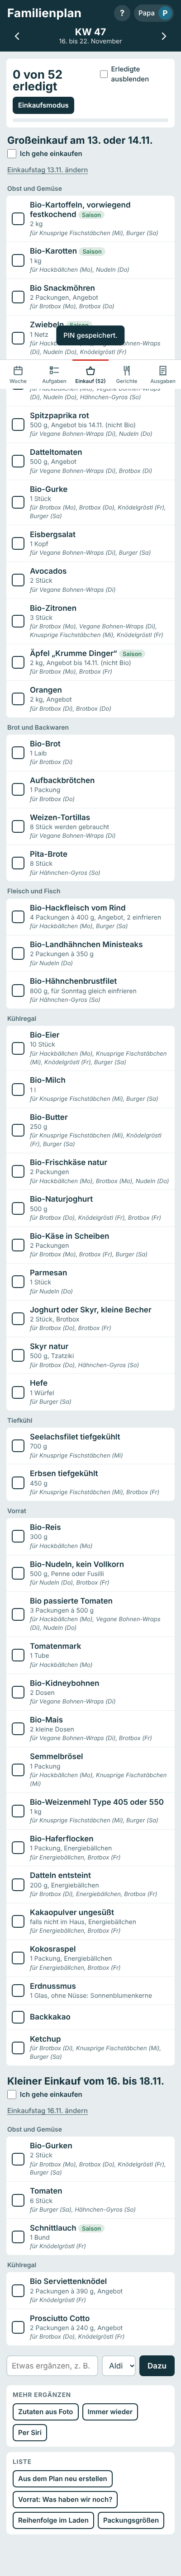 Familienplan
?
Papa P
KW 47
16. bis 22. November
0 von 52
erledigt
Erledigte
ausblenden
Einkaufsmodus
Großeinkauf am 13. oder 14.11.
Ich gehe einkaufen
Einkaufstag 13.11. ändern
Obst und Gemüse
Bio-Kartoffeln, vorwiegend
festkochend Saison
2 kg
für Knusprige Fischstäbchen (Mi), Burger (Sa)
Bio-Karotten Saison
1 kg
für Hackbällchen (Mo), Nudeln (Do)
Bio Snackmöhren
2 Packungen, Angebot
für Brotbox (Mo), Brotbox (Do)
Zwiebeln Saison
PIN gespeichert.
1 Netz
(Di), Nudeln (Do), Knödelgröstl (Fr)
Woche
Aufgaben
Einkauf (52)
Gerichte
Ausgaben
(Di), Nudeln (Do), Hähnchen-Gyros (Sa)
Spitzpaprika rot
500 g, Angebot bis 14.11. (nicht Bio)
für Vegane Bohnen-Wraps (Di), Nudeln (Do)
Datteltomaten
500 g, Angebot
für Vegane Bohnen-Wraps (Di), Brotbox (Di)
Bio-Gurke
1 Stück
für Brotbox (Mo), Brotbox (Do), Knödelgröstl (Fr),
Burger (Sa)
Eisbergsalat
1 Kopf
für Vegane Bohnen-Wraps (Di), Burger (Sa)
Avocados
2 Stück
für Vegane Bohnen-Wraps (Di)
Bio-Zitronen
3 Stück
für Brotbox (Mo), Vegane Bohnen-Wraps (Di),
Knusprige Fischstäbchen (Mi), Knödelgröstl (Fr)
Äpfel „Krumme Dinger“ Saison
2 kg, Angebot bis 14.11. (nicht Bio)
für Brotbox (Mo), Brotbox (Fr)
Orangen
2 kg, Angebot
für Brotbox (Di), Brotbox (Do)
Brot und Backwaren
Bio-Brot
1 Laib
für Brotbox (Di)
Aufbackbrötchen
1 Packung
für Brotbox (Do)
Weizen-Tortillas
8 Stück werden gebraucht
für Vegane Bohnen-Wraps (Di)
Pita-Brote
8 Stück
für Hähnchen-Gyros (So)
Fleisch und Fisch
Bio-Hackfleisch vom Rind
4 Packungen à 400 g, Angebot, 2 einfrieren
für Hackbällchen (Mo), Burger (Sa)
Bio-Landhähnchen Ministeaks
2 Packungen à 350 g
für Nudeln (Do)
Bio-Hähnchenbrustfilet
800 g, für Sonntag gleich einfrieren
für Hähnchen-Gyros (So)
Kühlregal
Bio-Eier
10 Stück
für Hackbällchen (Mo), Knusprige Fischstäbchen
(Mi), Knödelgröstl (Fr), Burger (Sa)
Bio-Milch
1 l
für Knusprige Fischstäbchen (Mi), Burger (Sa)
Bio-Butter
250 g
für Knusprige Fischstäbchen (Mi), Knödelgröstl
(Fr), Burger (Sa)
Bio-Frischkäse natur
2 Packungen
für Hackbällchen (Mo), Brotbox (Mo), Nudeln (Do)
Bio-Naturjoghurt
500 g
für Brotbox (Do), Knödelgröstl (Fr), Brotbox (Fr)
Bio-Käse in Scheiben
2 Packungen
für Brotbox (Mo), Brotbox (Fr), Burger (Sa)
Parmesan
1 Stück
für Nudeln (Do)
Joghurt oder Skyr, kleine Becher
2 Stück, Brotbox
für Brotbox (Do), Brotbox (Fr)
Skyr natur
500 g, Tzatziki
für Brotbox (Do), Hähnchen-Gyros (So)
Hefe
1 Würfel
für Burger (Sa)
Tiefkühl
Seelachsfilet tiefgekühlt
700 g
für Knusprige Fischstäbchen (Mi)
Erbsen tiefgekühlt
450 g
für Knusprige Fischstäbchen (Mi), Brotbox (Fr)
Vorrat
Bio-Reis
300 g
für Hackbällchen (Mo)
Bio-Nudeln, kein Vollkorn
500 g, Penne oder Fusilli
für Nudeln (Do), Brotbox (Fr)
Bio passierte Tomaten
3 Packungen à 500 g
für Hackbällchen (Mo), Vegane Bohnen-Wraps
(Di), Nudeln (Do)
Tomatenmark
1 Tube
für Hackbällchen (Mo)
Bio-Kidneybohnen
2 Dosen
für Vegane Bohnen-Wraps (Di)
Bio-Mais
2 kleine Dosen
für Vegane Bohnen-Wraps (Di), Brotbox (Fr)
Semmelbrösel
1 Packung
für Hackbällchen (Mo), Knusprige Fischstäbchen
(Mi)
Bio-Weizenmehl Type 405 oder 550
1 kg
für Knusprige Fischstäbchen (Mi), Burger (Sa)
Bio-Haferflocken
1 Packung, Energiebällchen
für Energiebällchen, Brotbox (Fr)
Datteln entsteint
200 g, Energiebällchen
für Brotbox (Di), Energiebällchen, Brotbox (Fr)
Kakaopulver ungesüßt
falls nicht im Haus, Energiebällchen
für Energiebällchen, Brotbox (Fr)
Kokosraspel
1 Packung, Energiebällchen
für Energiebällchen, Brotbox (Fr)
Erdnussmus
1 Glas, ohne Nüsse: Sonnenblumenkerne
Backkakao
Ketchup
für Brotbox (Di), Knusprige Fischstäbchen (Mi),
Burger (Sa)
Kleiner Einkauf vom 16. bis 18.11.
Ich gehe einkaufen
Einkaufstag 16.11. ändern
Obst und Gemüse
Bio-Gurken
2 Stück
für Brotbox (Mo), Brotbox (Do), Knödelgröstl (Fr),
Burger (Sa)
Tomaten
6 Stück
für Burger (Sa), Hähnchen-Gyros (So)
Schnittlauch Saison
1 Bund
für Knödelgröstl (Fr)
Kühlregal
Bio Serviettenknödel
2 Packungen à 390 g, Angebot
für Knödelgröstl (Fr)
Prosciutto Cotto
2 Packungen à 240 g, Angebot
für Brotbox (Do), Knödelgröstl (Fr)
Etwas ergänzen, z. B.
Aldi
Dazu
MEHR ERGÄNZEN
Zutaten aus Foto
Immer wieder
Per Siri
LISTE
Aus dem Plan neu erstellen
Vorrat: Was haben wir noch?
Reihenfolge im Laden
Packungsgrößen